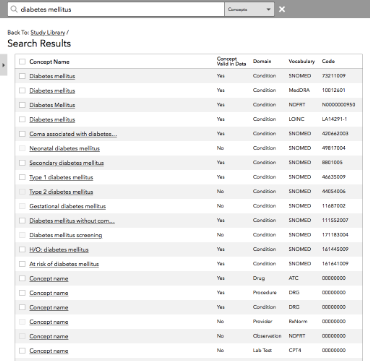 diabetes mellitus Concepts
Back To: Study Library /
Search Results
Concept Name Concept Valid in Data Domain Vocabulary Code
Diabetes mellitus Yes Condition SNOMED 73211009
Diabetes mellitus Yes Condition MedDRA 10012601
Diabetes Mellitus Yes Condition NDFRT N0000000950
Diabetes mellitus Yes Condition LOINC LA14291-1
Coma associated with diabetes... Yes Condition SNOMED 420662003
Neonatal diabetes mellitus No Condition SNOMED 49817004
Secondary diabetes mellitus Yes Condition SNOMED 8801005
Type 1 diabetes mellitus Yes Condition SNOMED 46635009
Type 2 diabetes mellitus No Condition SNOMED 44054006
Gestational diabetes mellitus No Condition SNOMED 11687002
Diabetes mellitus without com... Yes Condition SNOMED 111552007
Diabetes mellitus screening No Condition SNOMED 171183004
H/O: diabetes mellitus Yes Condition SNOMED 161445009
At risk of diabetes mellitus Yes Condition SNOMED 161641009
Concept name Yes Drug ATC 00000000
Concept name Yes Procedure DRG 00000000
Concept name Yes Condition DRG 00000000
Concept name No Provider RxNorm 00000000
Concept name No Observation NDFRT 00000000
Concept name No Lab Test CPT4 00000000